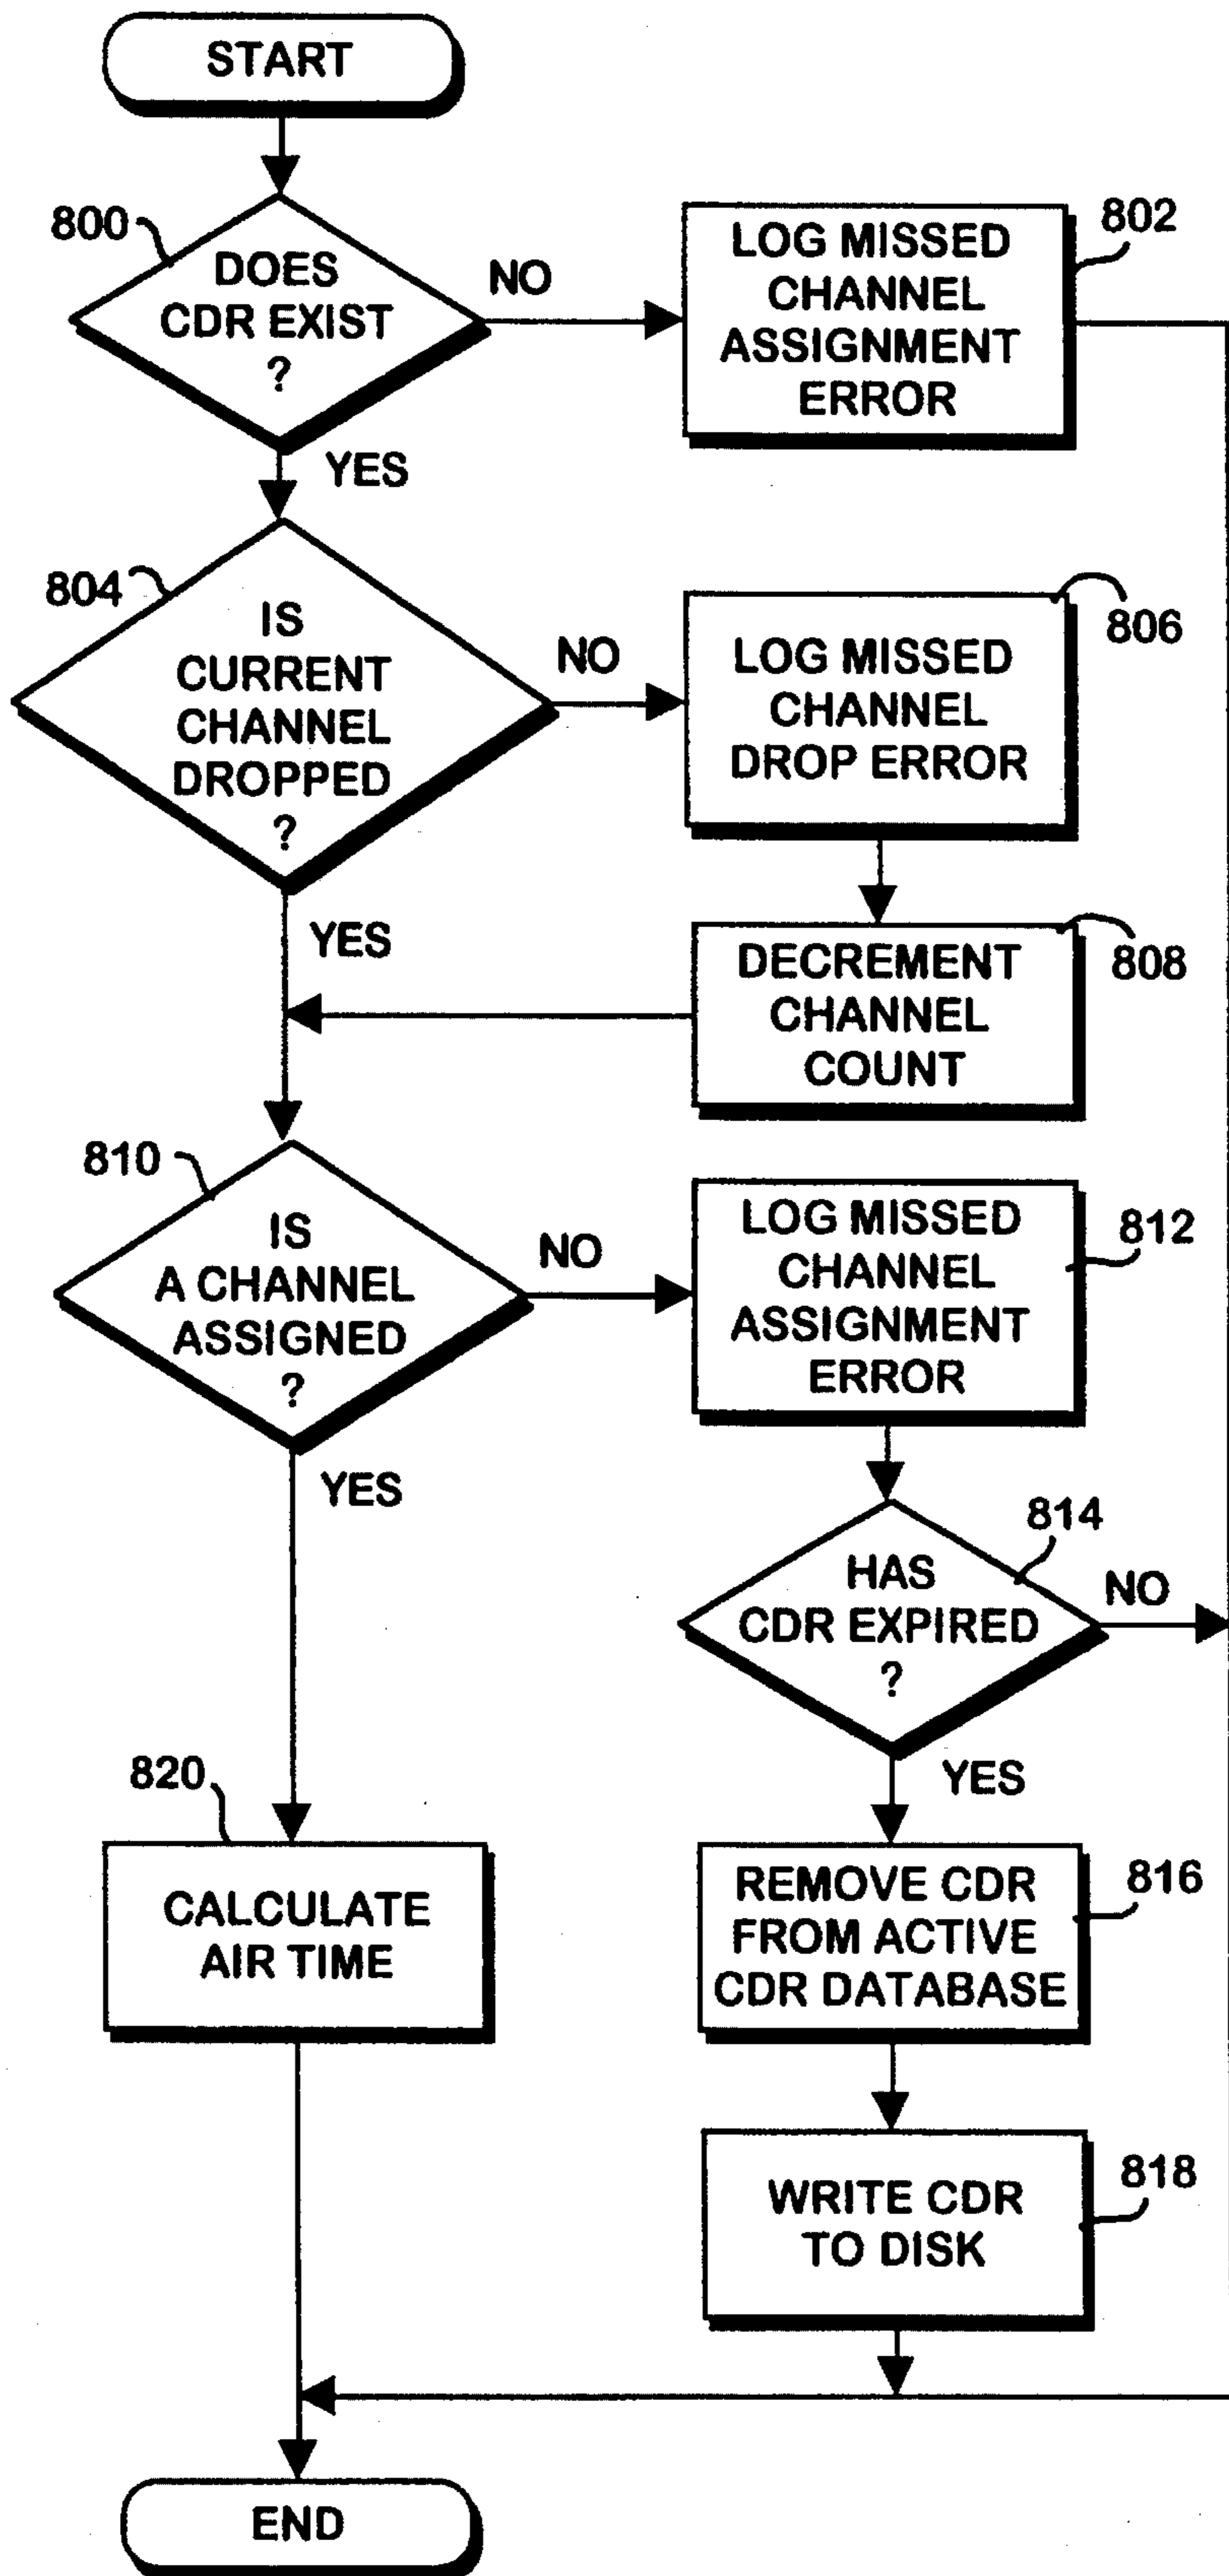 START
800
DOES
CDR EXIST
?
NO
LOG MISSED
CHANNEL
ASSIGNMENT
ERROR
802
YES
804
IS
CURRENT
CHANNEL
DROPPED
?
NO
LOG MISSED
CHANNEL
DROP ERROR
806
YES
DECREMENT
CHANNEL
COUNT
808
810
IS
A CHANNEL
ASSIGNED
?
NO
LOG MISSED
CHANNEL
ASSIGNMENT
ERROR
812
YES
HAS
CDR EXPIRED
?
814
NO
YES
820
CALCULATE
AIR TIME
REMOVE CDR
FROM ACTIVE
CDR DATABASE
816
WRITE CDR
TO DISK
818
END